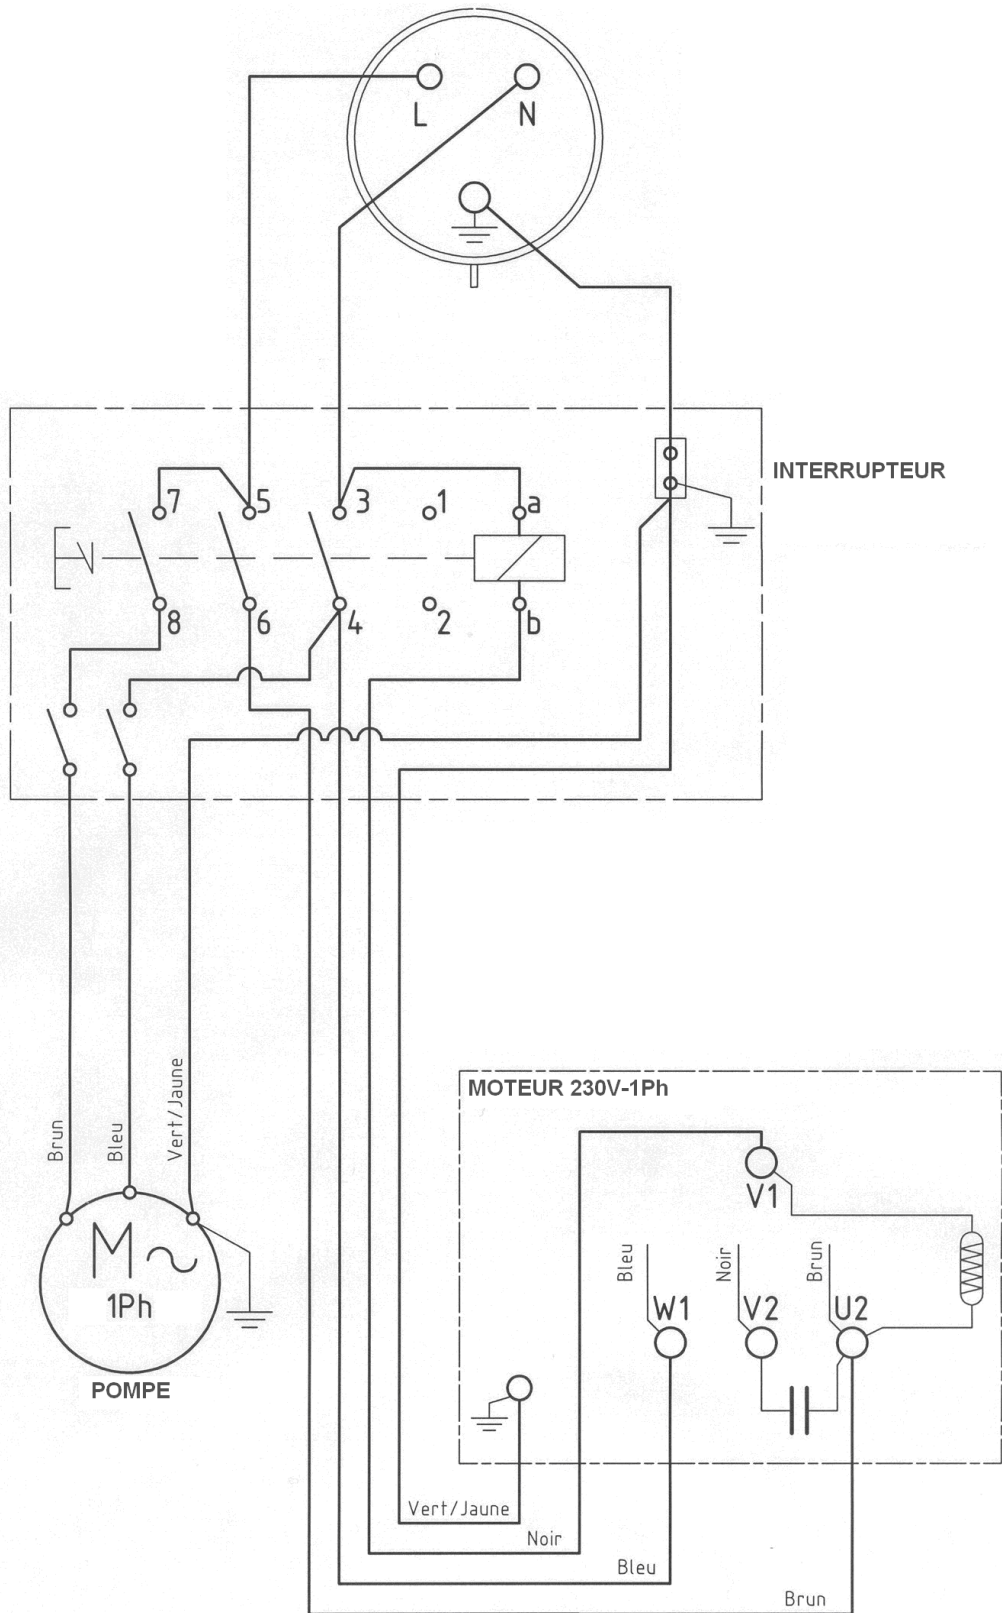 L
N
INTERRUPTEUR
7
5
3
1
a
8
6
4
2
b
Brun
Bleu
Vert/Jaune
MOTEUR 230V-1Ph
V1
Bleu
Noir
Brun
W1
V2
U2
M
1Ph
POMPE
Vert/Jaune
Noir
Bleu
Brun